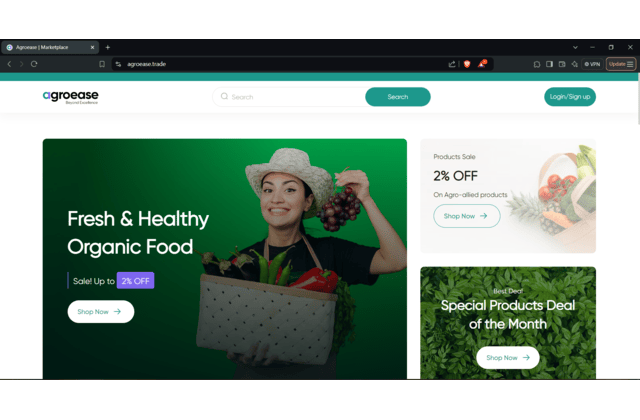 Agroease | Marketplace
agroease.trade
VPN
Update
agroease
Beyond Excellence
Search
Search
Login/Sign up
Fresh & Healthy
Organic Food
Sale! Up to 2% OFF
Shop Now
Products Sale
2% OFF
On Agro-allied products
Shop Now
Best Deal
Special Products Deal
of the Month
Shop Now